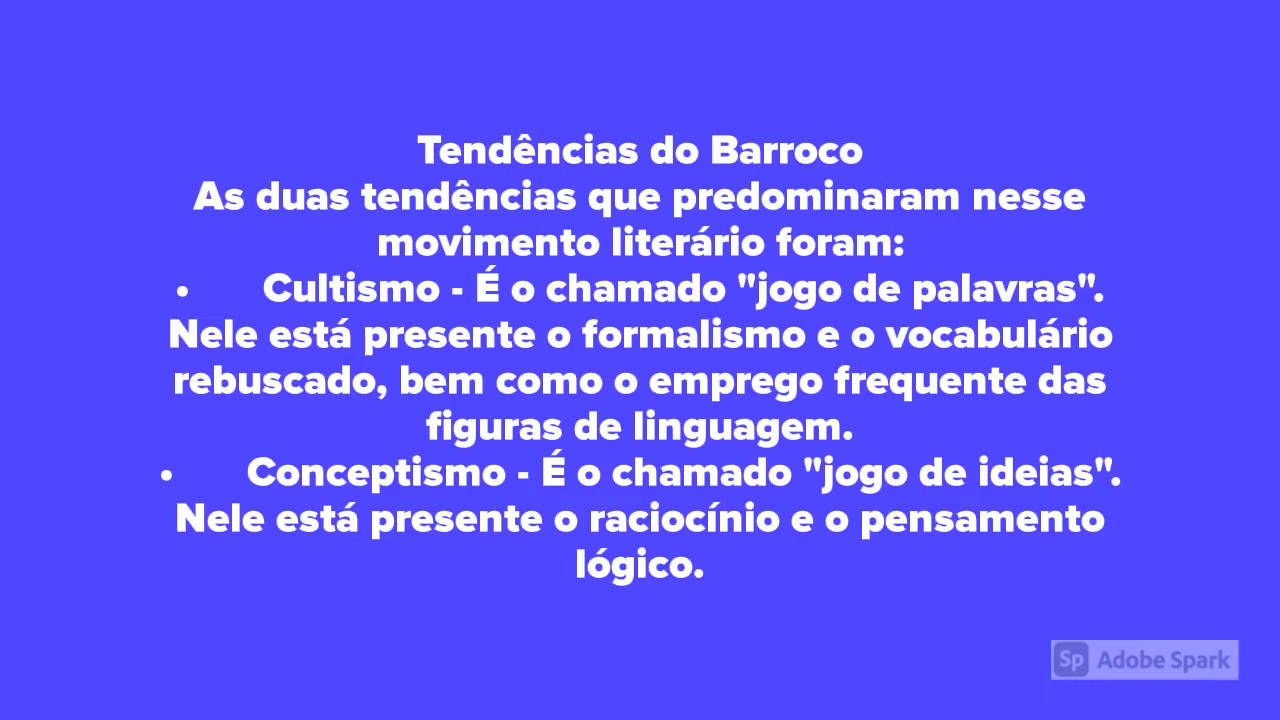 Tendências do Barroco
As duas tendências que predominaram nesse
movimento literário foram:
• Cultismo - É o chamado "jogo de palavras".
Nele está presente o formalismo e o vocabulário
rebuscado, bem como o emprego frequente das
figuras de linguagem.
• Conceptismo - É o chamado "jogo de ideias".
Nele está presente o raciocínio e o pensamento
lógico.
Sp Adobe Spark